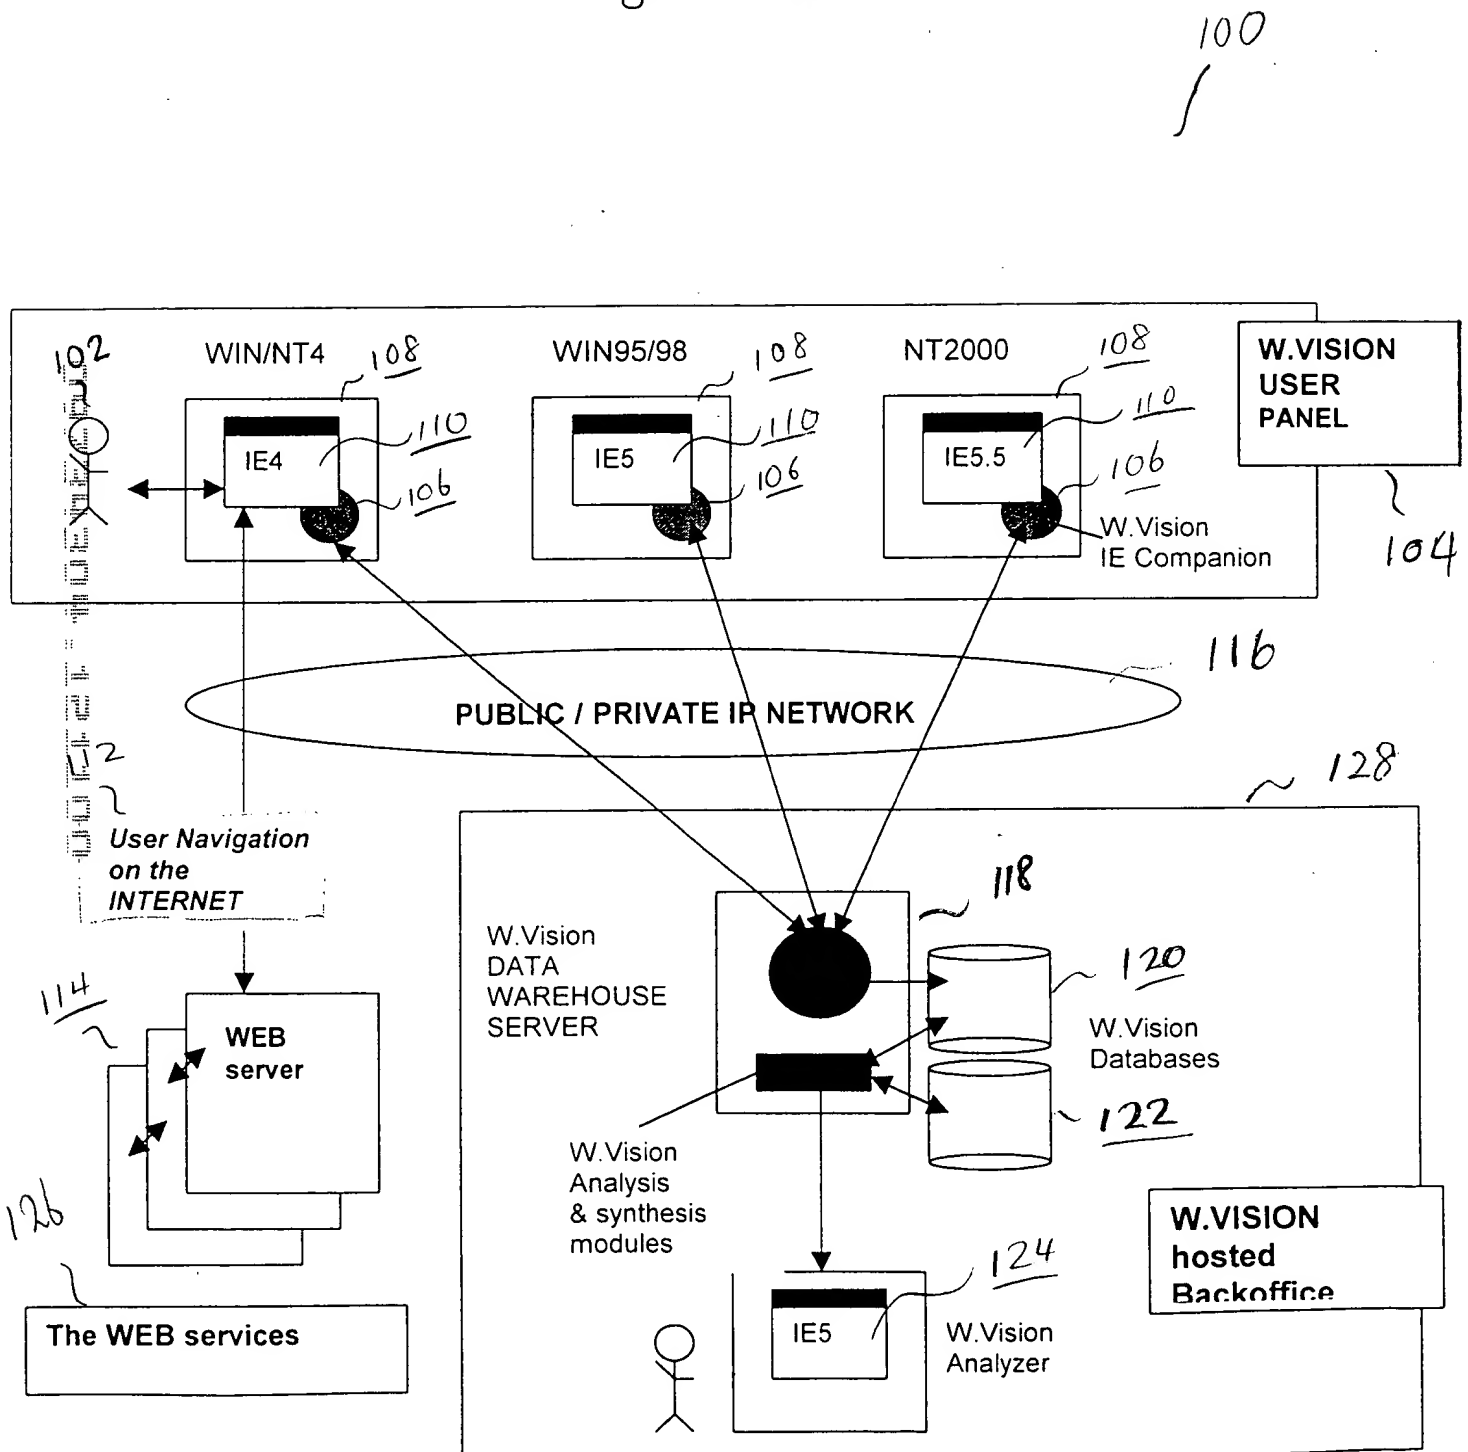 100
102
WIN/NT4
108
WIN95/98
108
NT2000
108
W.VISION
USER
PANEL
110
IE4
110
IE5
110
IE5.5
106
106
106
W.Vision
IE Companion
104
116
PUBLIC / PRIVATE IP NETWORK
128
User Navigation
on the
INTERNET
118
W.Vision
DATA
WAREHOUSE
SERVER
120
W.Vision
Databases
114
WEB
server
122
W.Vision
Analysis
& synthesis
modules
126
W.VISION
hosted
Backoffice
The WEB services
124
IE5
W.Vision
Analyzer